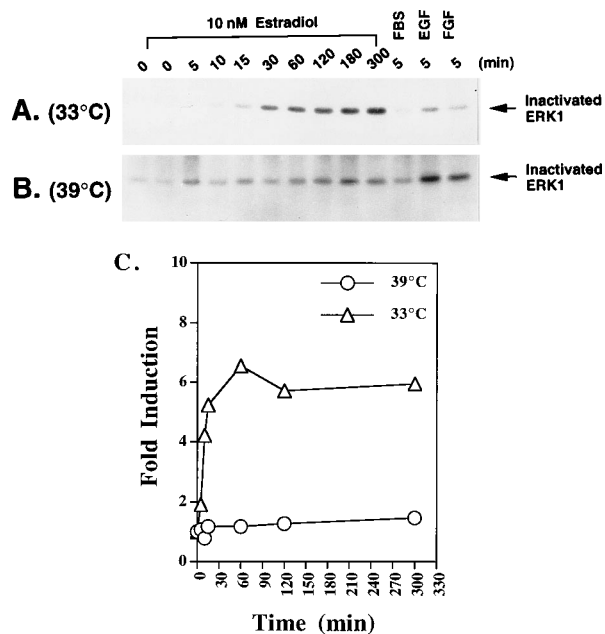 10 nM Estradiol
FBS EGF FGF
0 0 5 10 15 30 60 120 180 300 5 5 5 (min)
A. (33°C)
Inactivated
ERK1
B. (39°C)
Inactivated
ERK1
C.
10
8
6
4
2
0
Fold Induction
39°C
33°C
0 30 60 90 120 150 180 210 240 270 300 330
Time (min)